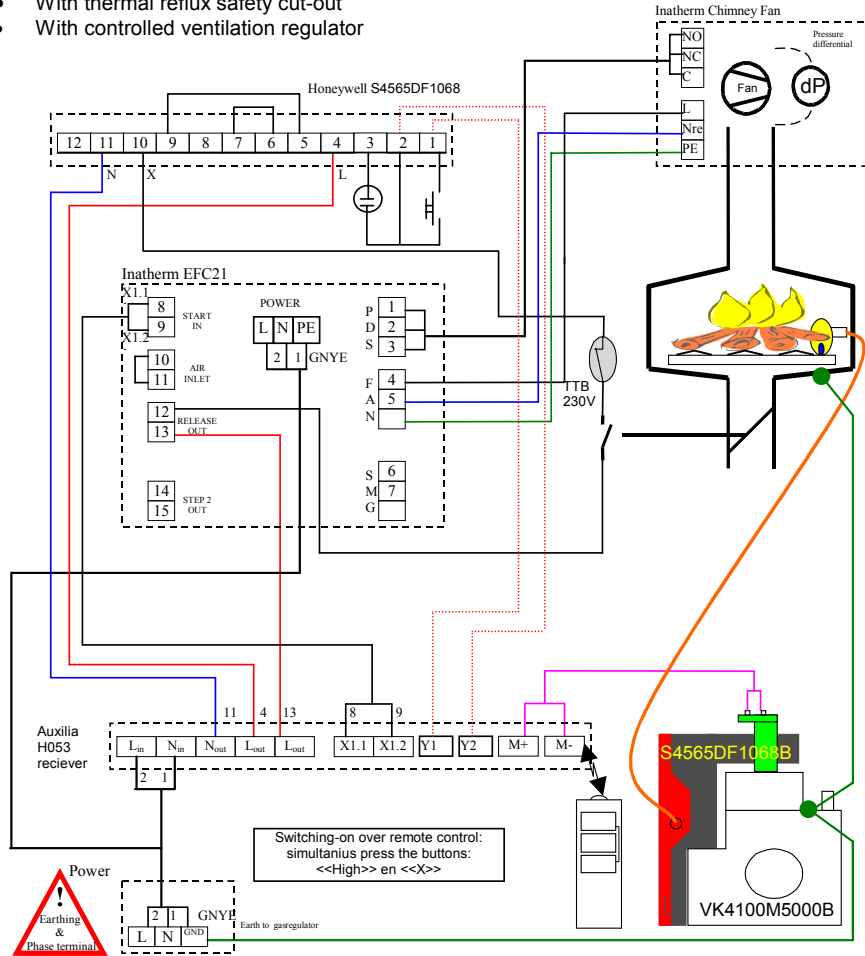 With thermal reflux safety cut-out
With controlled ventilation regulator
Inatherm Chimney Fan
NO
NC
C
L
Nre
PE
Fan
dP
Pressure
differential
Honeywell S4565DF1068
12 11 10 9 8 7 6 5 4 3 2 1
N X L
Inatherm EFC21
X1.1
8
9
X1.2
START
IN
10
11
AIR
INLET
12
13
RELEASE
OUT
14
15
STEP 2
OUT
POWER
L N PE
2 1 GNYE
P 1
D 2
S 3
F 4
A 5
N
S 6
M 7
G
TTB
230V
Auxilia
H053
reciever
11 4 13 8 9
Lin Nin Nout Lout Lout X1.1 X1.2 Y1 Y2 M+ M-
2 1
Switching-on over remote control:
simultanius press the buttons:
<<High>> en <<X>>
S4565DF1068B
VK4100M5000B
Power
!
Earthing
&
Phase terminal
2 1 GNYE
L N GND
Earth to gasregulator